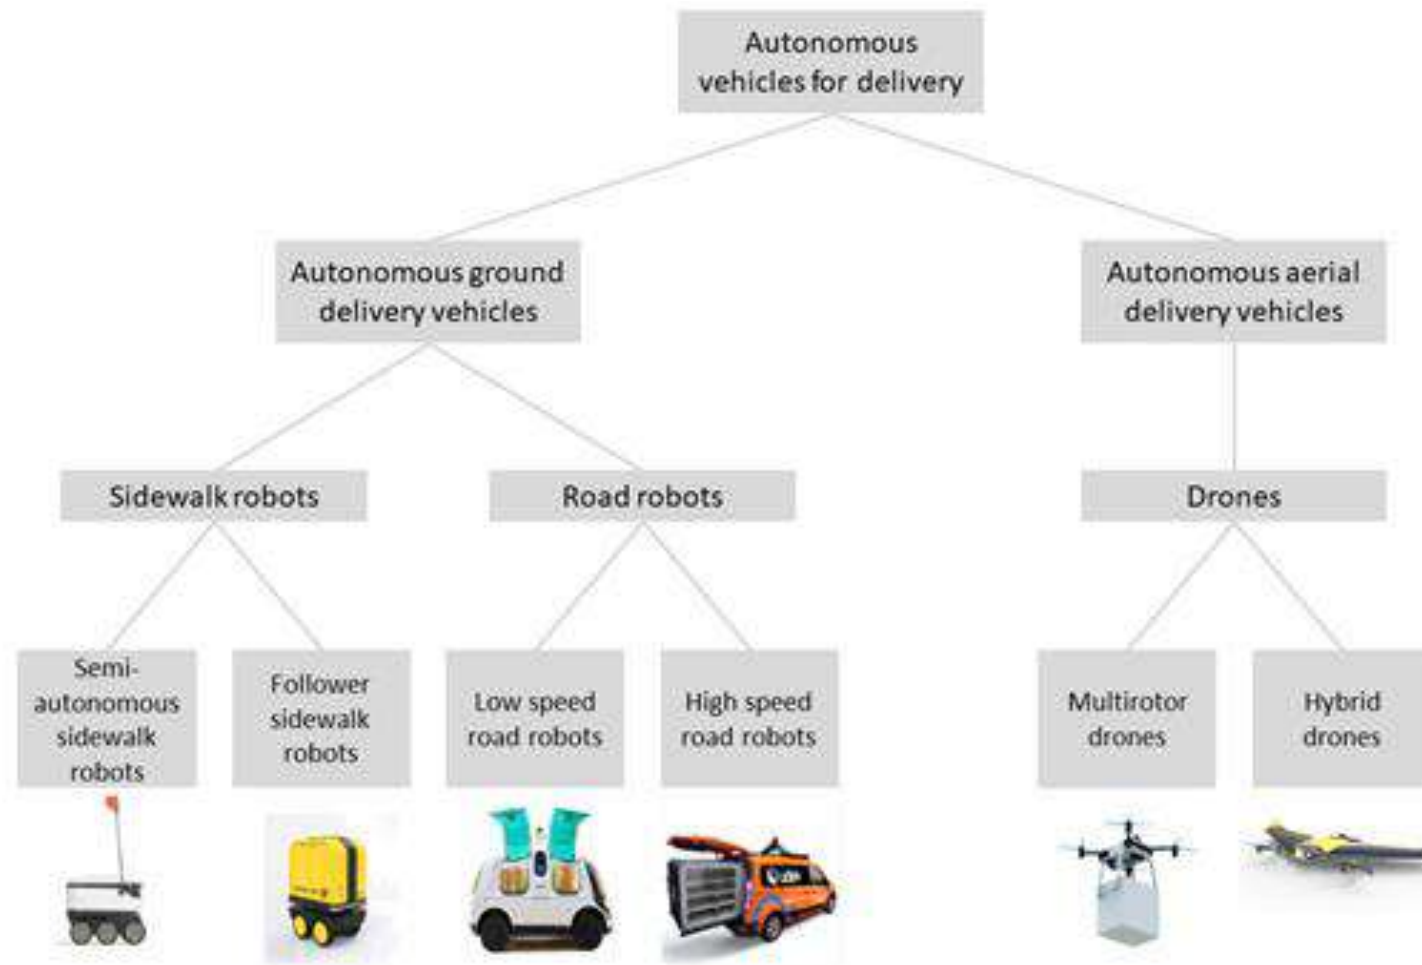 Autonomous
vehicles for delivery
Autonomous ground
delivery vehicles
Autonomous aerial
delivery vehicles
Sidewalk robots
Road robots
Drones
Semi-
autonomous
sidewalk
robots
Follower
sidewalk
robots
Low speed
road robots
High speed
road robots
Multirotor
drones
Hybrid
drones